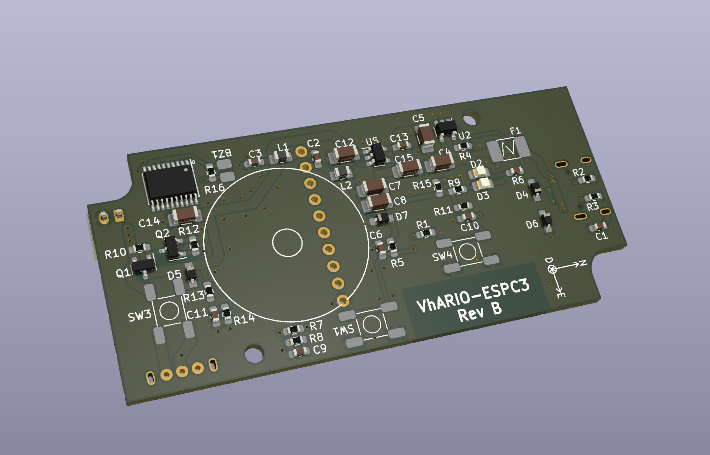 C5
U2
F1
BZ1
C3
L1
C2
C12
U5
C13
R4
R16
L2
C15
C4
D2
R6
R2
C14
C7
R15
R9
D3
D4
R3
C8
D7
R11
C10
D6
C1
Q2
R12
R10
C6
R1
R5
SW4
Q1
D5
D
N
E
R13
VhARIO-ESPC3
Rev B
SW3
C11
R14
R7
R8
C9
SW1